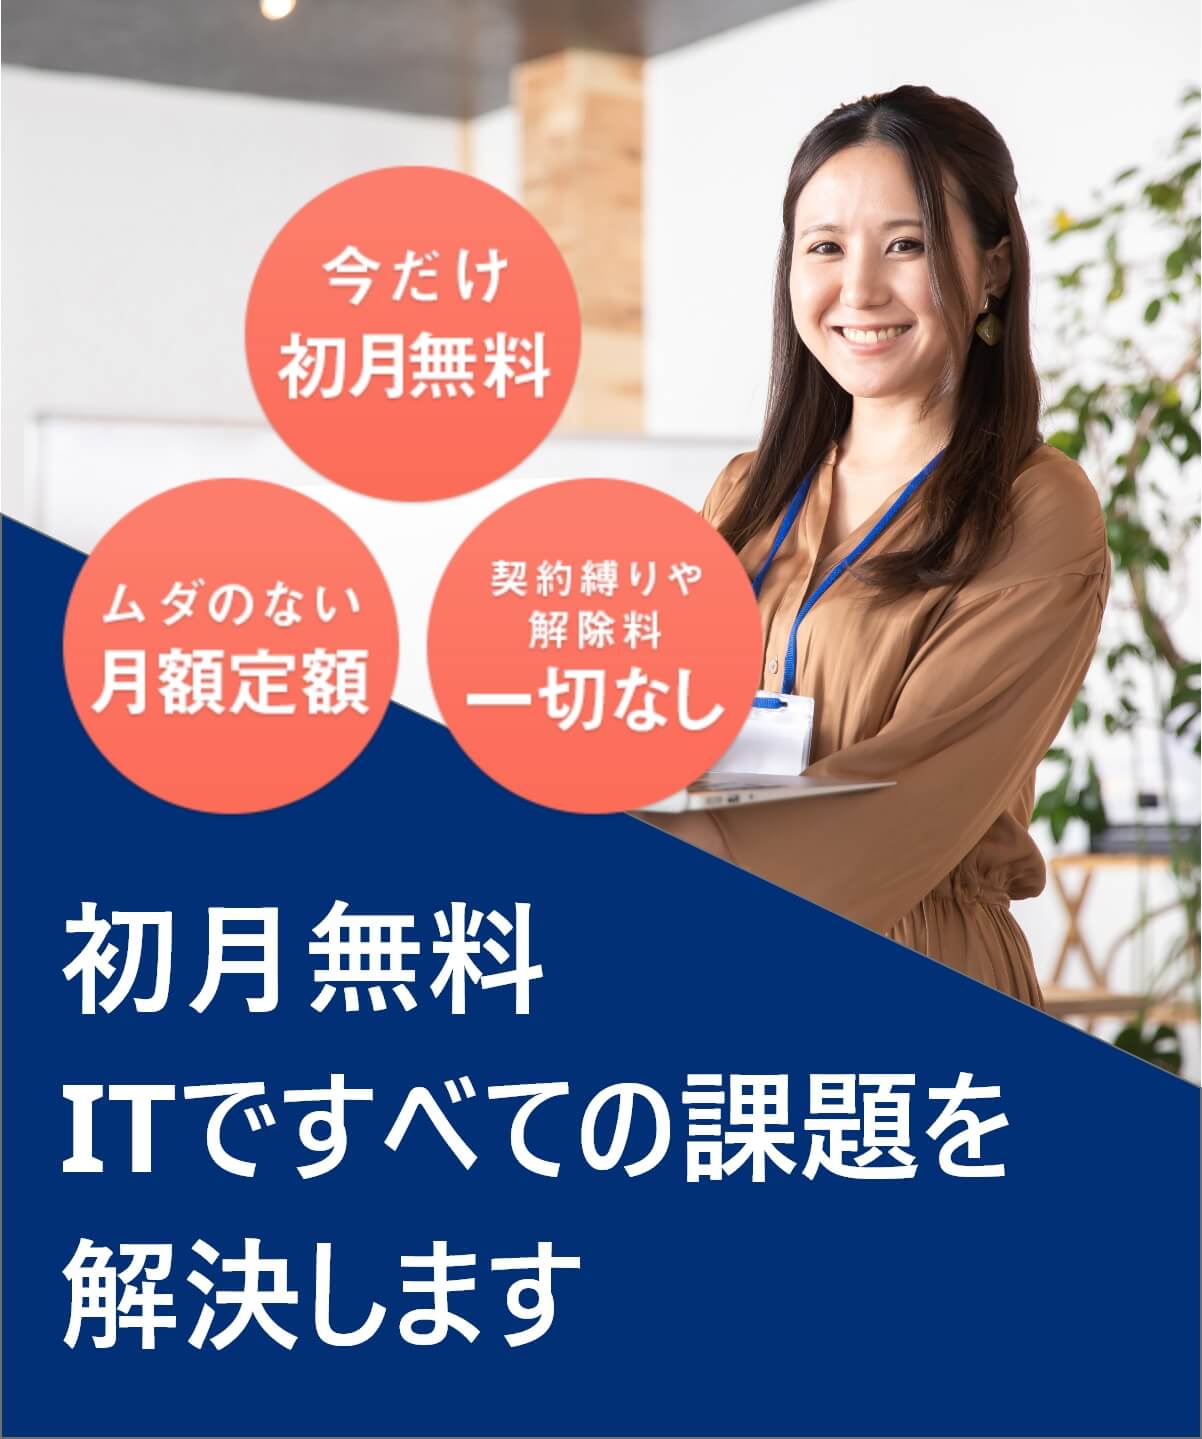 今だけ
初月無料
ムダのない
月額定額
契約縛りや
解除料
一切なし
初月無料
ITですべての課題を
解決します